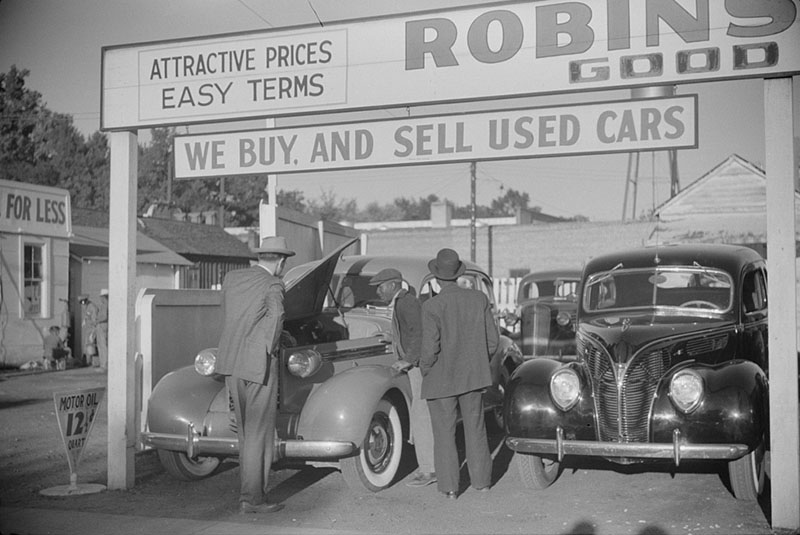 ATTRACTIVE PRICES
EASY TERMS
ROBINS
GOOD
WE BUY, AND SELL USED CARS
FOR LESS
MOTOR OIL
12¢
QUART